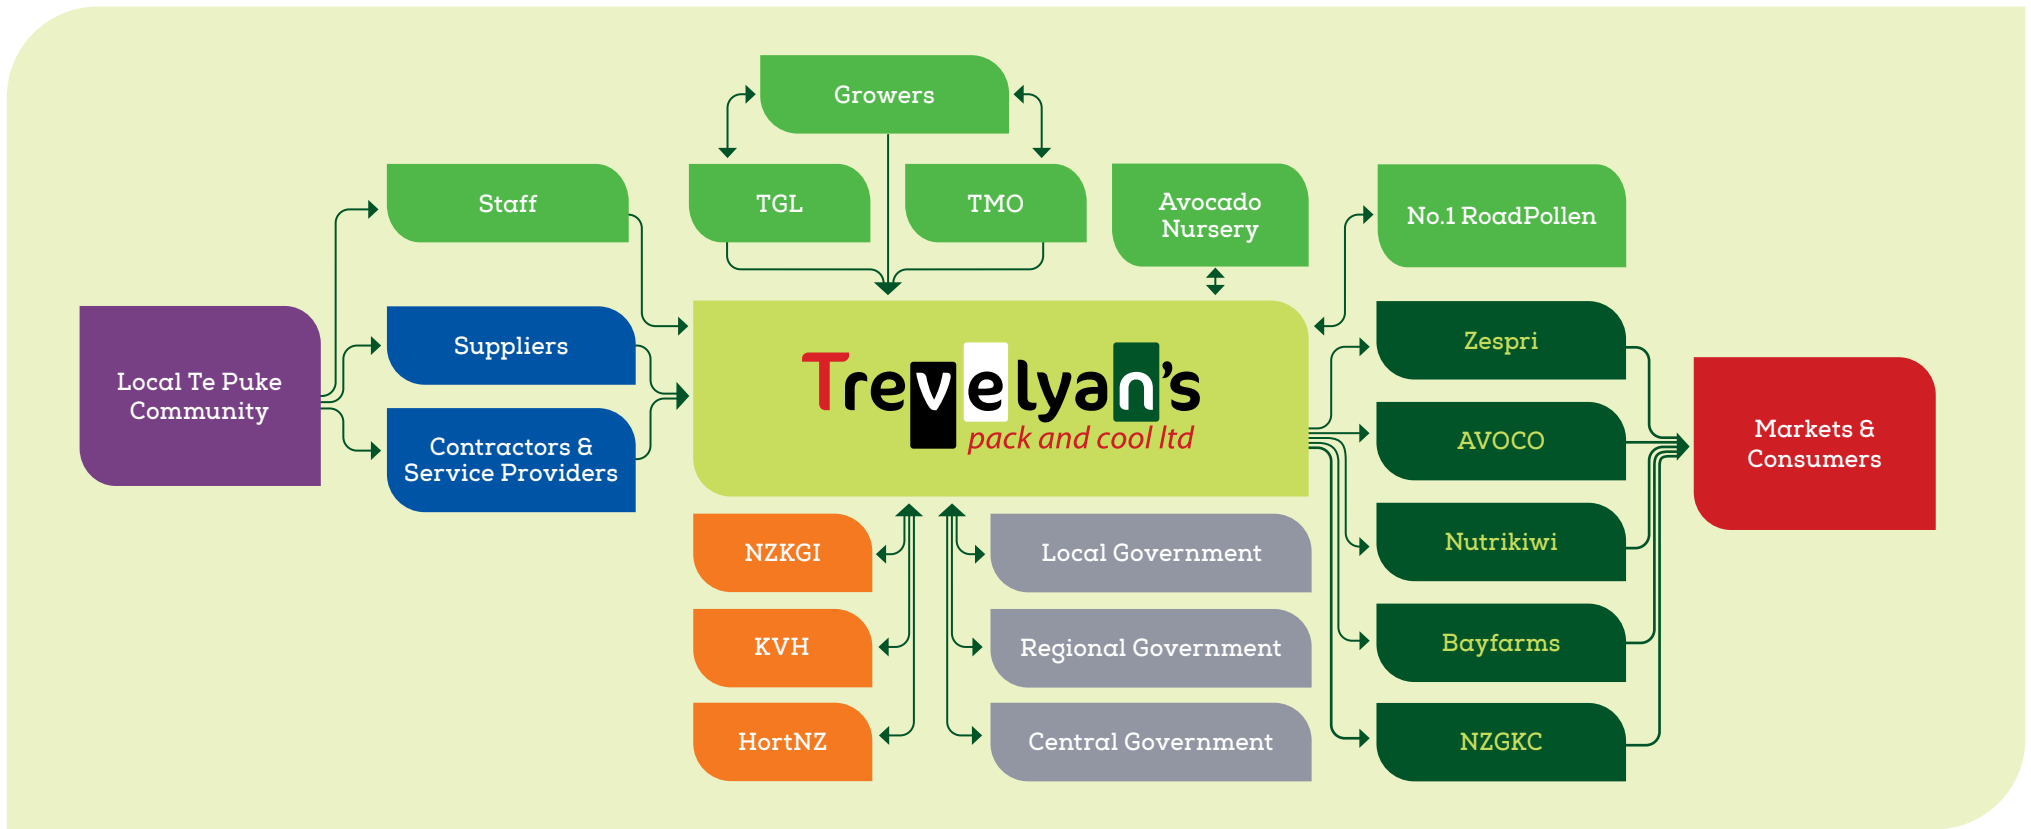 Growers
Staff
TGL
TMO
Avocado
Nursery
No.1 RoadPollen
Local Te Puke
Community
Suppliers
Contractors &
Service Providers
Trevelyan's
pack and cool ltd
Zespri
AVOCO
Nutrikiwi
Bayfarms
NZGKC
Markets &
Consumers
NZKGI
KVH
HortNZ
Local Government
Regional Government
Central Government